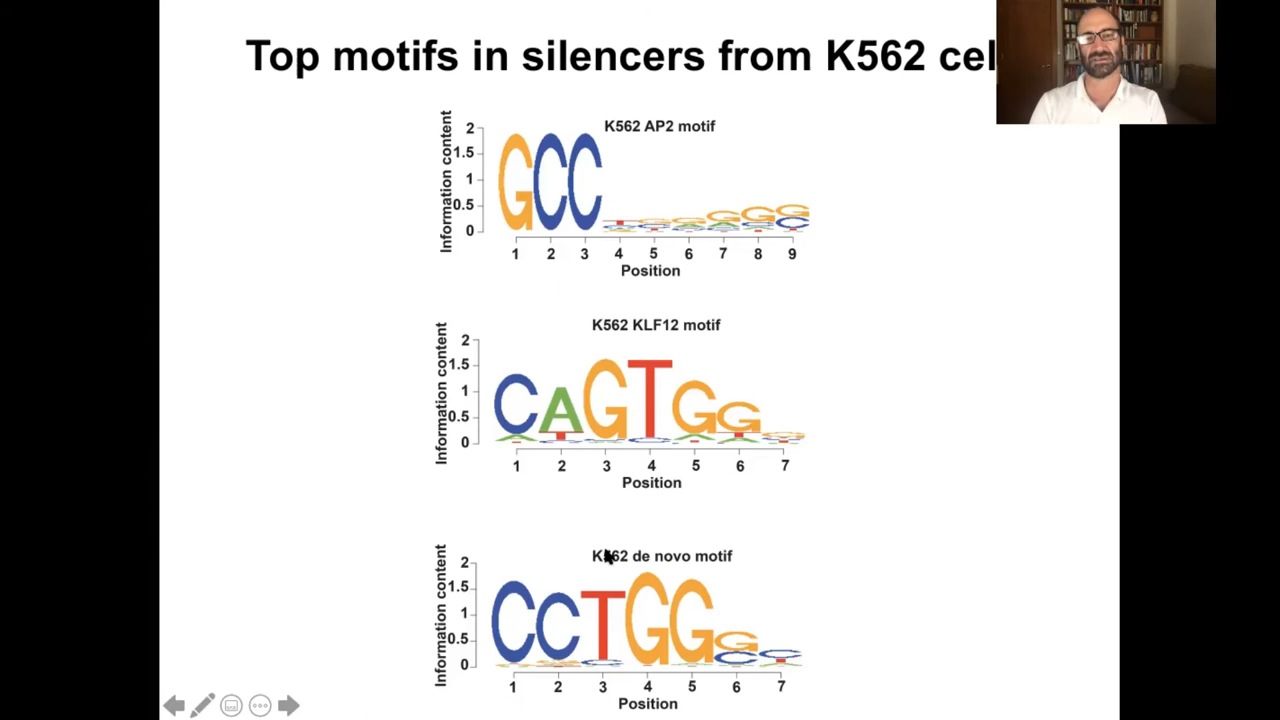 Top motifs in silencers from K562 cel
K562 AP2 motif
Information content
2
1.5
1
0.5
0
GCC
1 2 3 4 5 6 7 8 9
Position
K562 KLF12 motif
Information content
2
1.5
1
0.5
0
CAGTGG
1 2 3 4 5 6 7
Position
K562 de novo motif
Information content
2
1.5
1
0.5
0
CCTGGG
1 2 3 4 5 6 7
Position